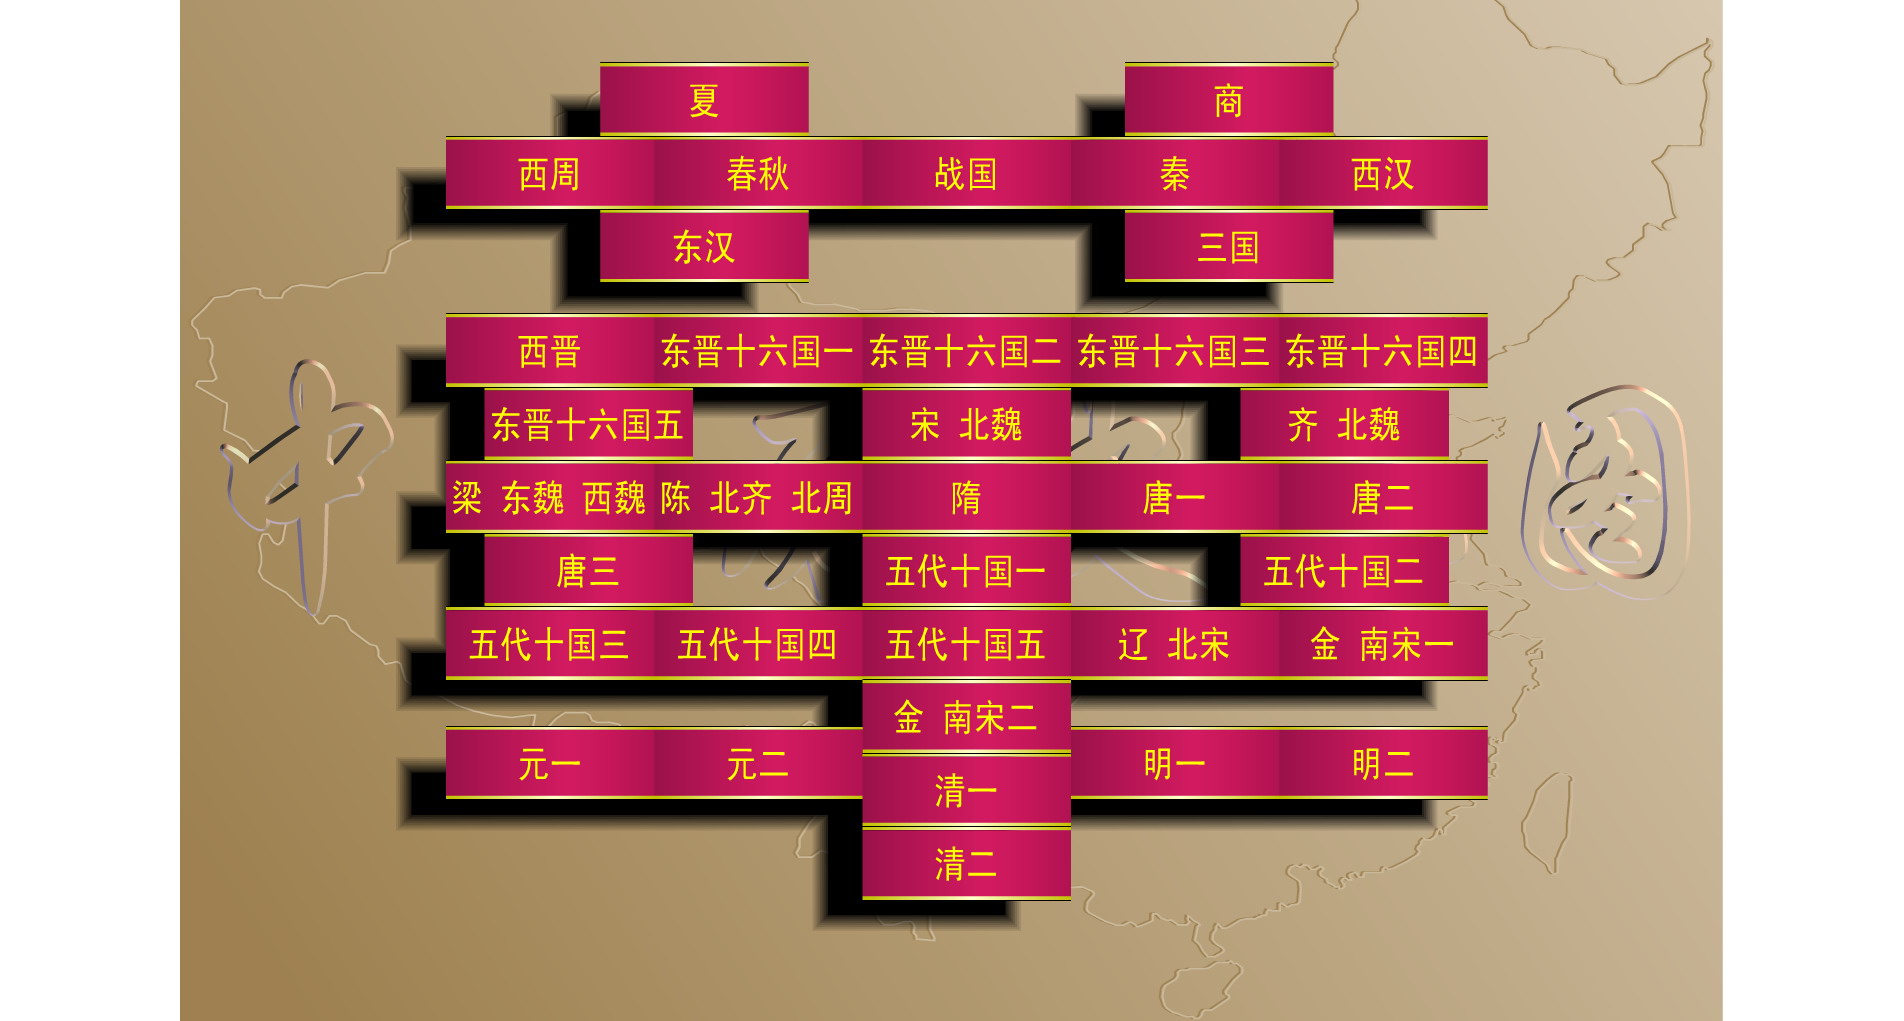 夏 商
西周 春秋 战国 秦 西汉
东汉 三国
西晋 东晋十六国一 东晋十六国二 东晋十六国三 东晋十六国四
东晋十六国五 宋 北魏 齐 北魏
梁 东魏 西魏 陈 北齐 北周 隋 唐一 唐二
唐三 五代十国一 五代十国二
五代十国三 五代十国四 五代十国五 辽 北宋 金 南宋一
金 南宋二
元一 元二 明一 明二
清一
清二